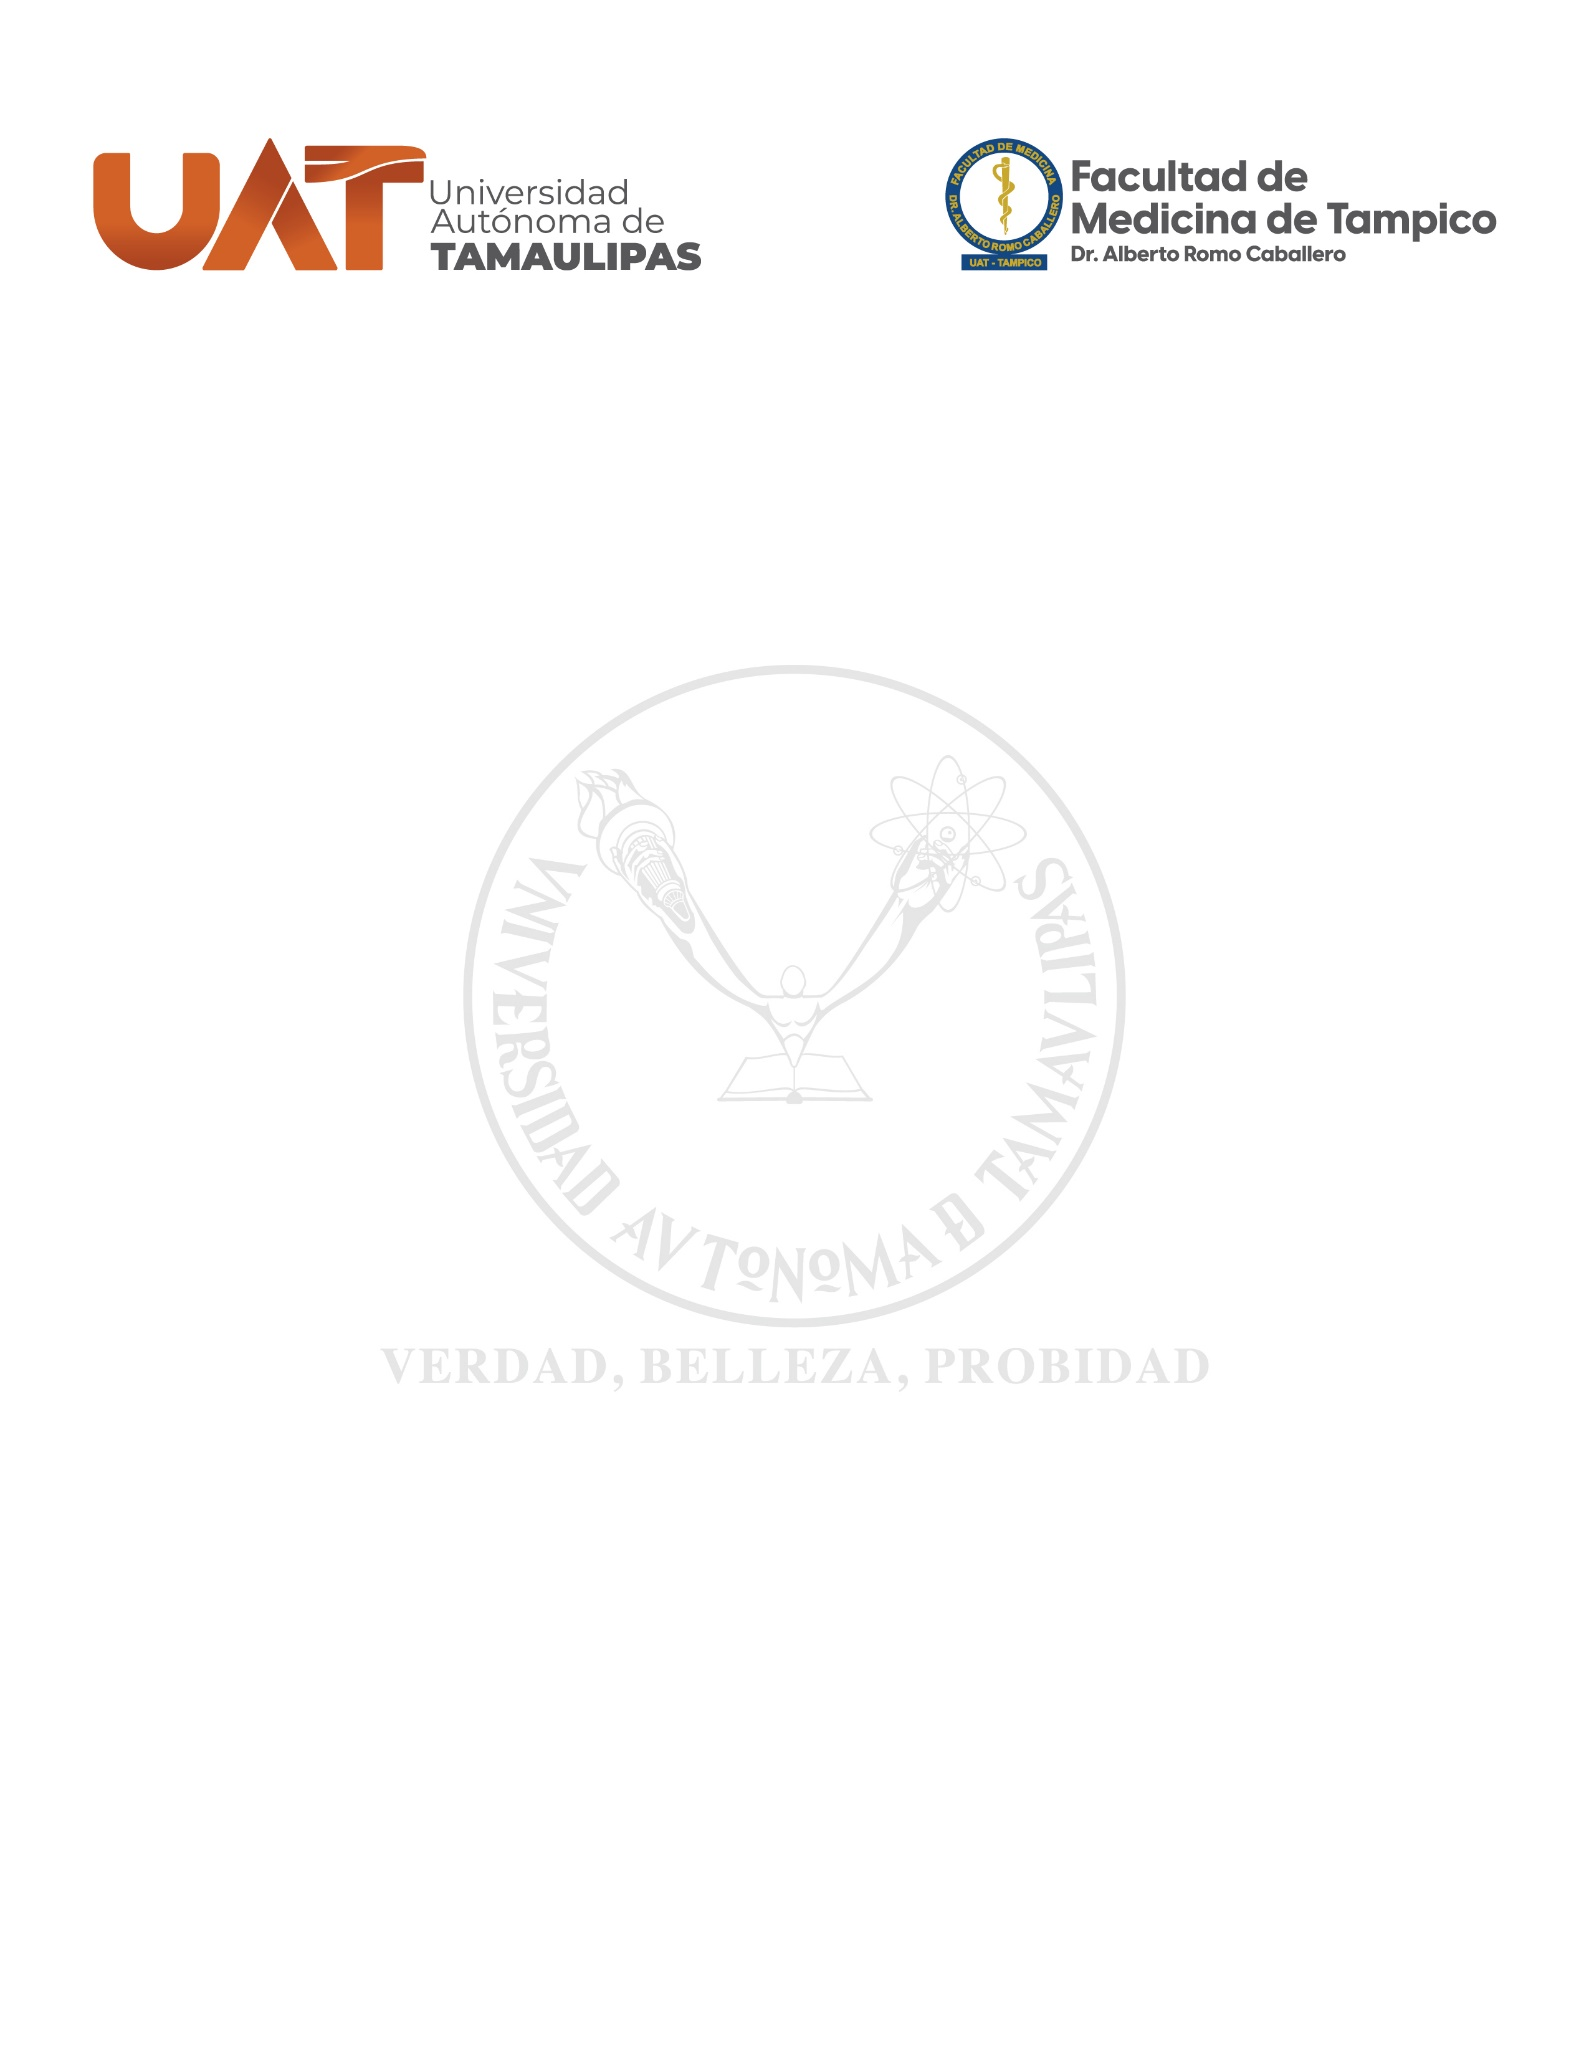 UAT
Universidad
Autónoma de
TAMAULIPAS
FACULTAD DE MEDICINA
DR. ALBERTO ROMO CABALLERO
UAT - TAMPICO
Facultad de
Medicina de Tampico
Dr. Alberto Romo Caballero
VNIVERSIDAD AVTONOMA DE TAMAVLIPAS
VERDAD, BELLEZA, PROBIDAD